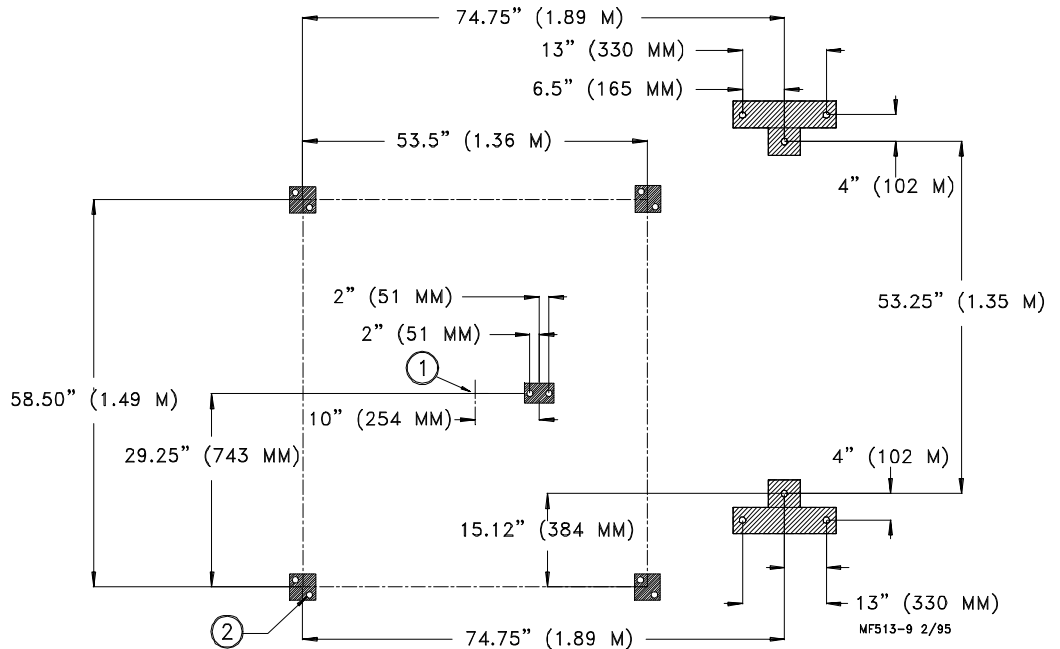 74.75” (1.89 M)
13” (330 MM)
6.5” (165 MM)
53.5” (1.36 M)
4” (102 M)
2” (51 MM)
53.25” (1.35 M)
2” (51 MM)
1
58.50” (1.49 M)
10” (254 MM)
29.25” (743 MM)
4” (102 M)
15.12” (384 MM)
13” (330 MM)
2
74.75” (1.89 M)
MF513-9 2/95